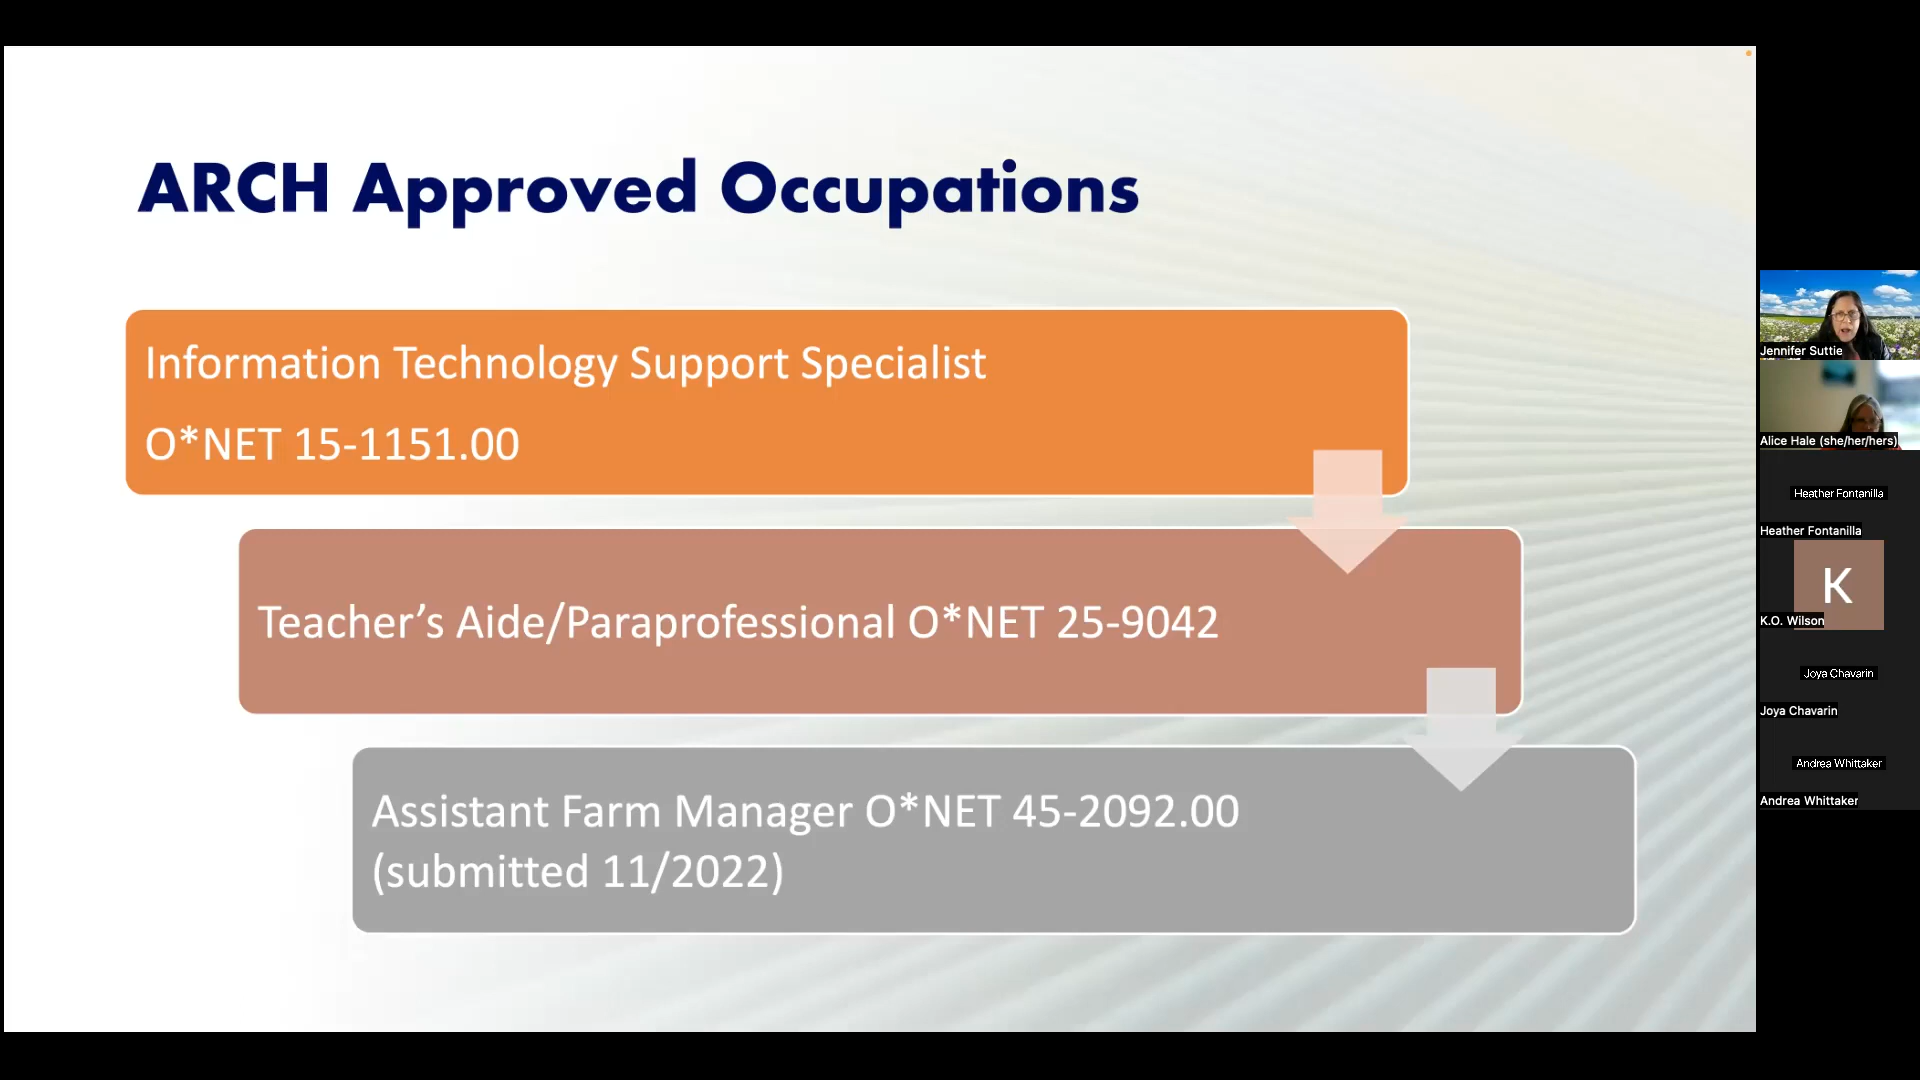 ARCH Approved Occupations
Information Technology Support Specialist
O*NET 15-1151.00
Teacher’s Aide/Paraprofessional O*NET 25-9042
Assistant Farm Manager O*NET 45-2092.00
(submitted 11/2022)
Jennifer Suttie
Alice Hale (she/her/hers)
Heather Fontanilla
Heather Fontanilla
K
K.O. Wilson
Joya Chavarin
Joya Chavarin
Andrea Whittaker
Andrea Whittaker